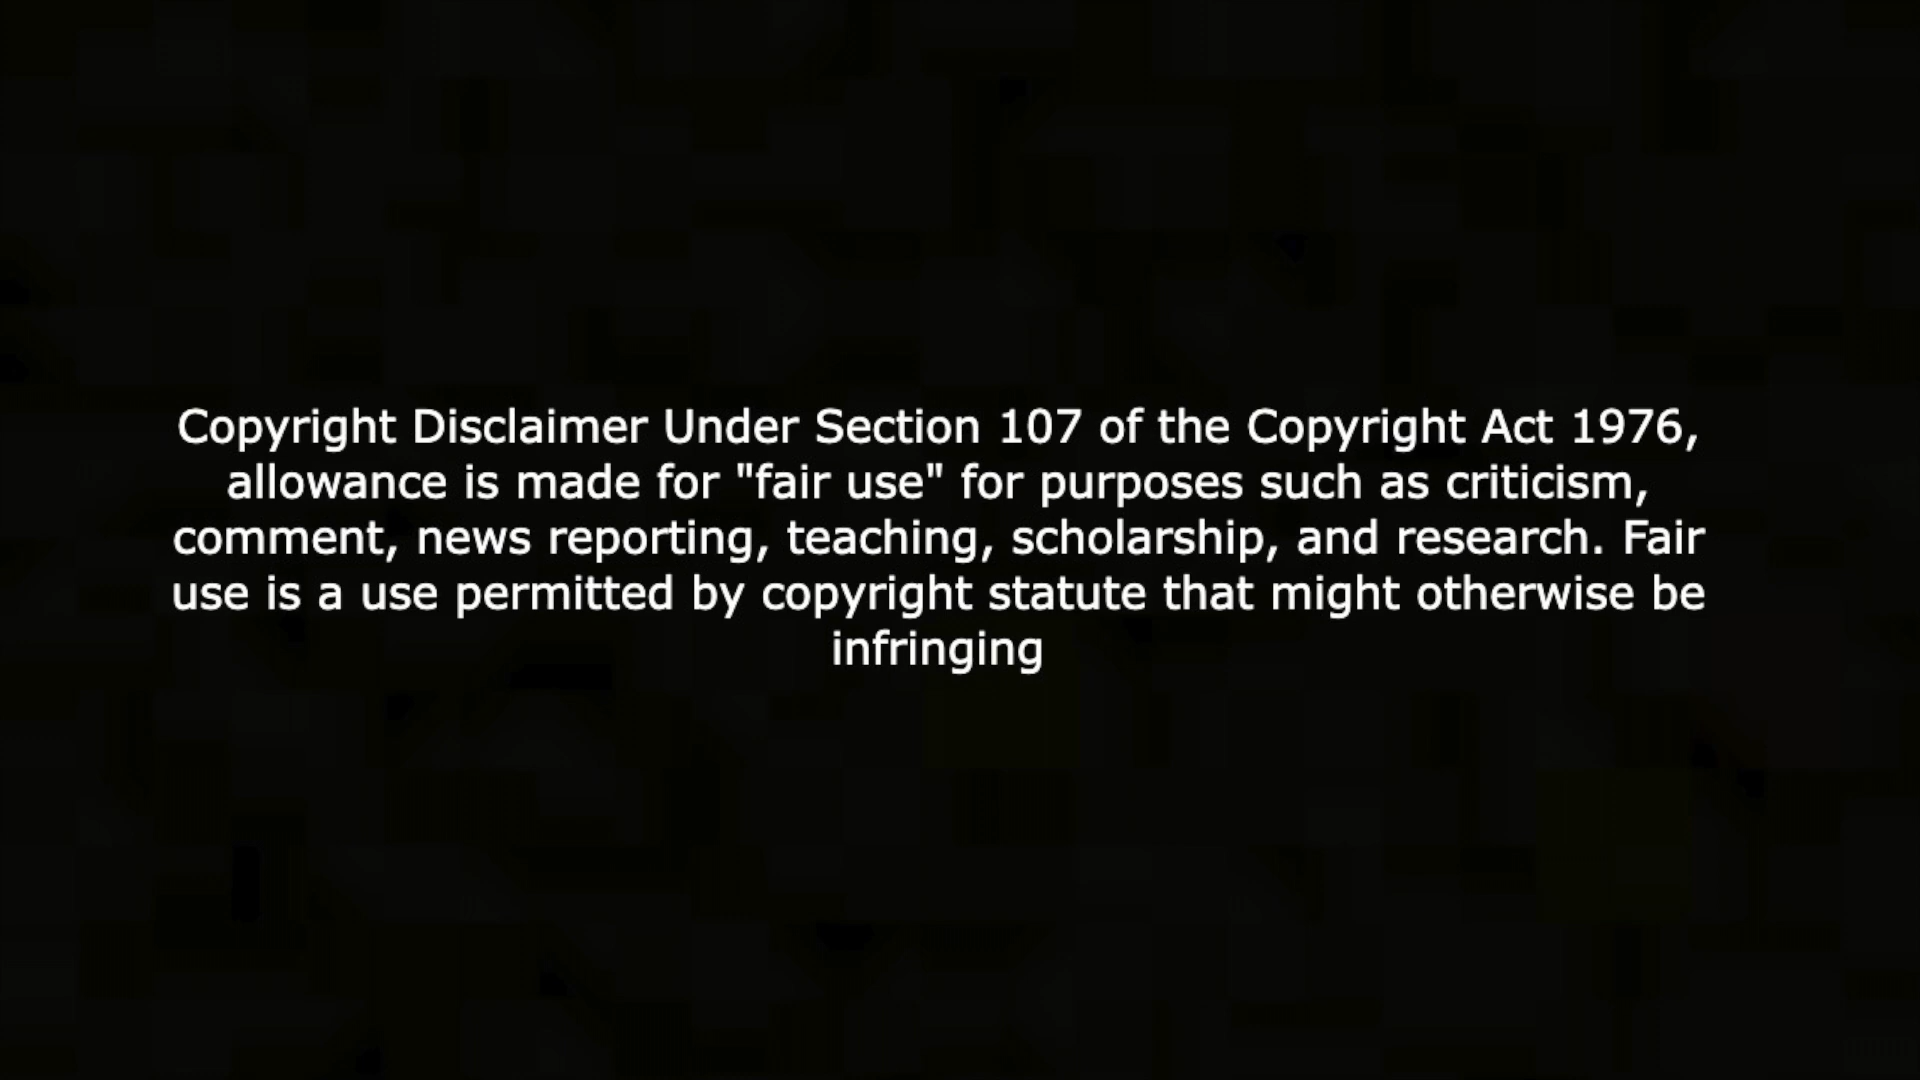 Copyright Disclaimer Under Section 107 of the Copyright Act 1976,
allowance is made for "fair use" for purposes such as criticism,
comment, news reporting, teaching, scholarship, and research. Fair
use is a use permitted by copyright statute that might otherwise be
infringing